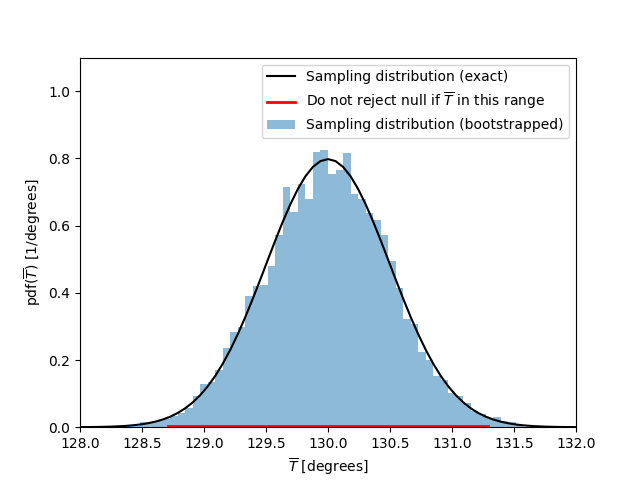 Sampling distribution (exact)
Do not reject null if T̅ in this range
Sampling distribution (bootstrapped)
pdf(T̅) [1/degrees]
1.0
0.8
0.6
0.4
0.2
0.0
128.0 128.5 129.0 129.5 130.0 130.5 131.0 131.5 132.0
T̅ [degrees]